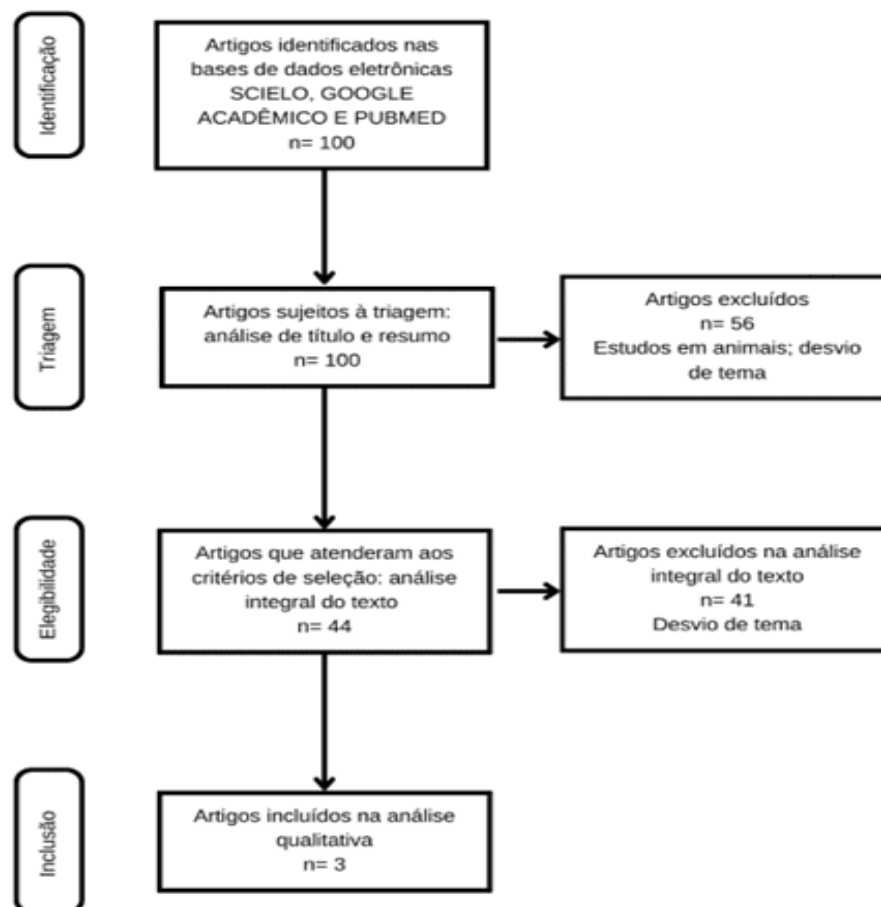 Identificação
Artigos identificados nas
bases de dados eletrônicas
SCIELO, GOOGLE
ACADÊMICO E PUBMED
n= 100
Triagem
Artigos sujeitos à triagem:
análise de título e resumo
n= 100
Artigos excluídos
n= 56
Estudos em animais; desvio
de tema
Elegibilidade
Artigos que atenderam aos
critérios de seleção: análise
integral do texto
n= 44
Artigos excluídos na análise
integral do texto
n= 41
Desvio de tema
Inclusão
Artigos incluídos na análise
qualitativa
n= 3